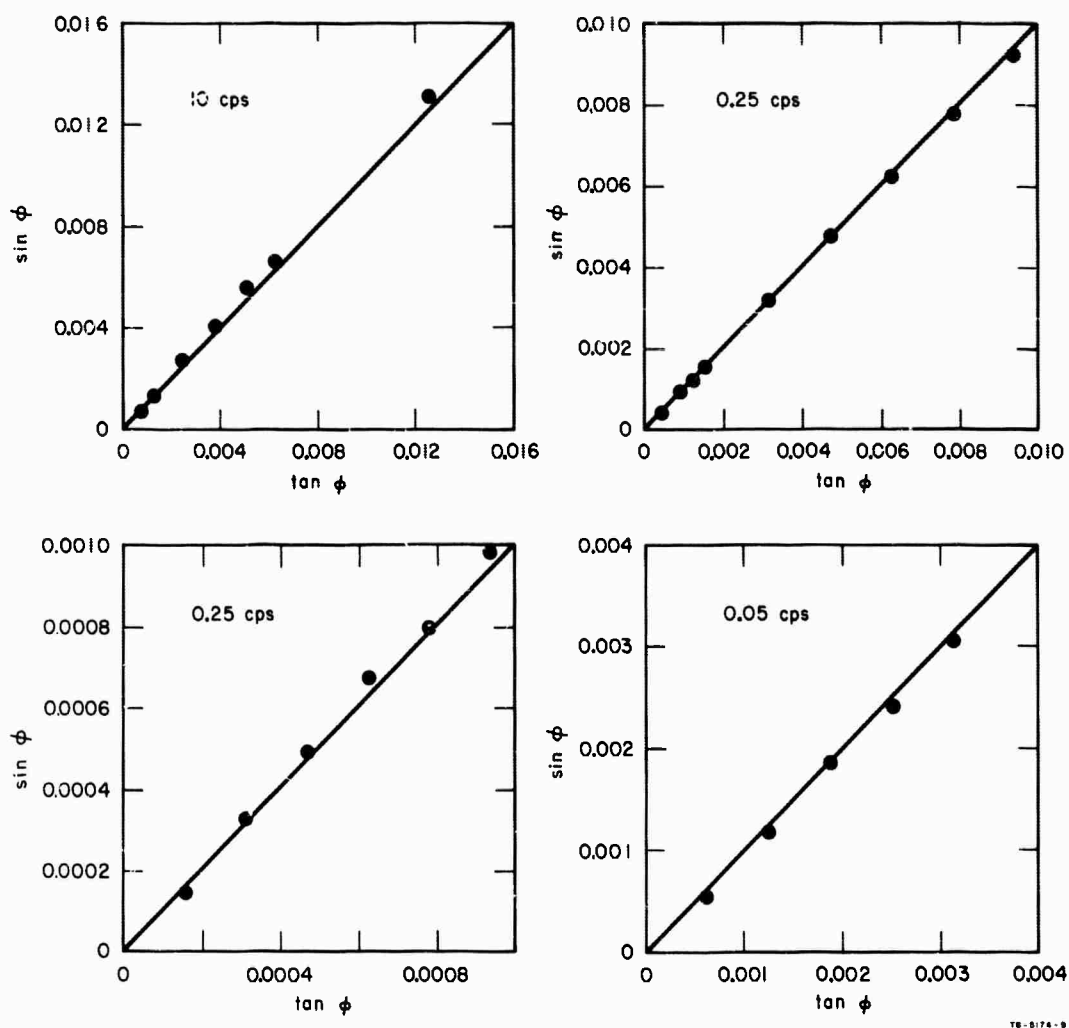 0.016
0.012
0.008
0.004
0
sin ϕ
10 cps
0 0.004 0.008 0.012 0.016
tan ϕ
0.010
0.008
0.006
0.004
0.002
0
sin ϕ
0.25 cps
0 0.002 0.004 0.006 0.008 0.010
tan ϕ
0.0010
0.0008
0.0006
0.0004
0.0002
0
sin ϕ
0.25 cps
0 0.0004 0.0008
tan ϕ
0.004
0.003
0.002
0.001
0
sin ϕ
0.05 cps
0 0.001 0.002 0.003 0.004
tan ϕ
TB-5174-9